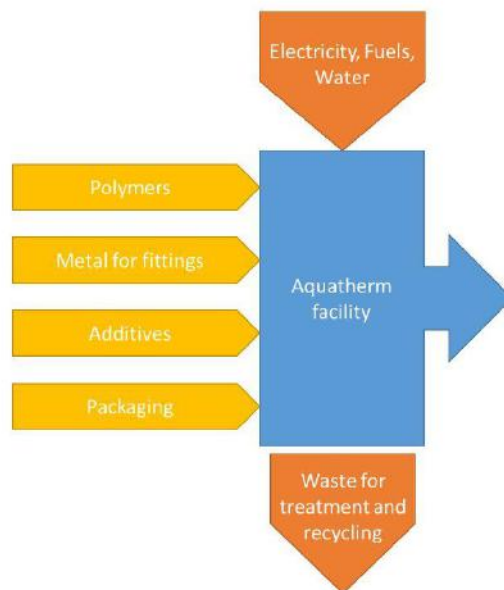 Electricity, Fuels,
Water
Polymers
Metal for fittings
Additives
Packaging
Aquatherm
facility
Waste for
treatment and
recycling